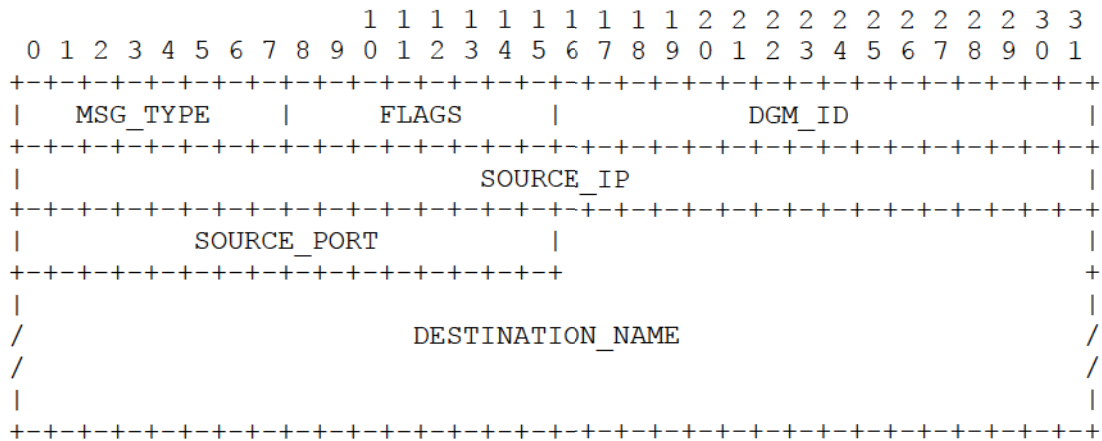 1 1 1 1 1 1 1 1 1 1 2 2 2 2 2 2 2 2 2 2 3 3
 0 1 2 3 4 5 6 7 8 9 0 1 2 3 4 5 6 7 8 9 0 1 2 3 4 5 6 7 8 9 0 1
+-+-+-+-+-+-+-+-+-+-+-+-+-+-+-+-+-+-+-+-+-+-+-+-+-+-+-+-+-+-+-+-+
|   MSG_TYPE    |     FLAGS     |           DGM_ID              |
+-+-+-+-+-+-+-+-+-+-+-+-+-+-+-+-+-+-+-+-+-+-+-+-+-+-+-+-+-+-+-+-+
|                           SOURCE_IP                           |
+-+-+-+-+-+-+-+-+-+-+-+-+-+-+-+-+-+-+-+-+-+-+-+-+-+-+-+-+-+-+-+-+
|          SOURCE_PORT          |                               |
+-+-+-+-+-+-+-+-+-+-+-+-+-+-+-+-+                               +
|                                                               |
/                       DESTINATION_NAME                        /
/                                                               /
|                                                               |
+-+-+-+-+-+-+-+-+-+-+-+-+-+-+-+-+-+-+-+-+-+-+-+-+-+-+-+-+-+-+-+-+